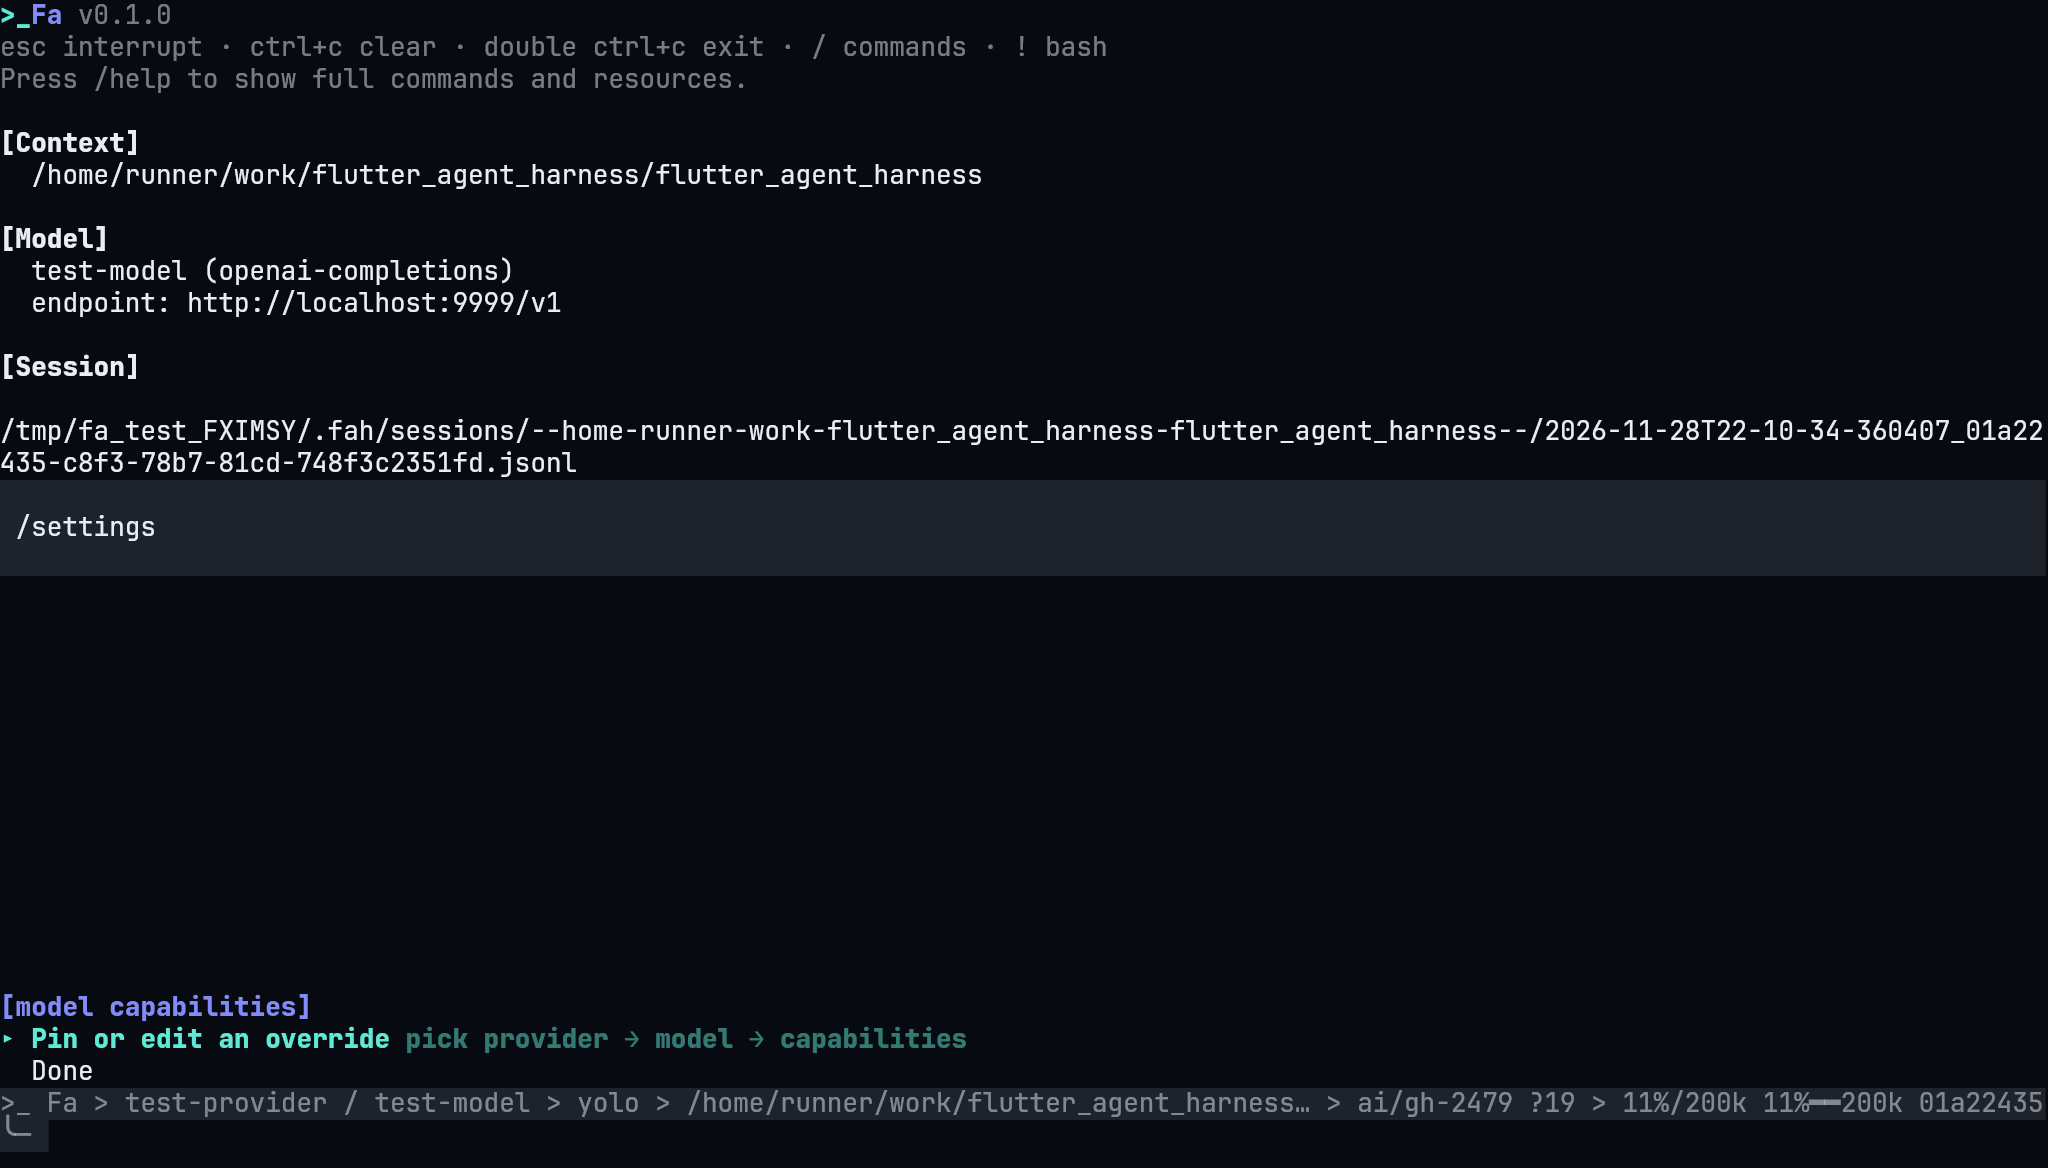 >_Fa v0.1.0
esc interrupt · ctrl+c clear · double ctrl+c exit · / commands · ! bash
Press /help to show full commands and resources.
[Context]
/home/runner/work/flutter_agent_harness/flutter_agent_harness
[Model]
test-model (openai-completions)
endpoint: http://localhost:9999/v1
[Session]
/tmp/fa_test_FXIMSY/.fah/sessions/--home-runner-work-flutter_agent_harness-flutter_agent_harness--/2026-11-28T22-10-34-360407_01a22
435-c8f3-78b7-81cd-748f3c2351fd.jsonl
/settings
[model capabilities]
▸ Pin or edit an override pick provider → model → capabilities
Done
>_ Fa > test-provider / test-model > yolo > /home/runner/work/flutter_agent_harness… > ai/gh-2479 ?19 > 11%/200k 11%━━200k 01a22435